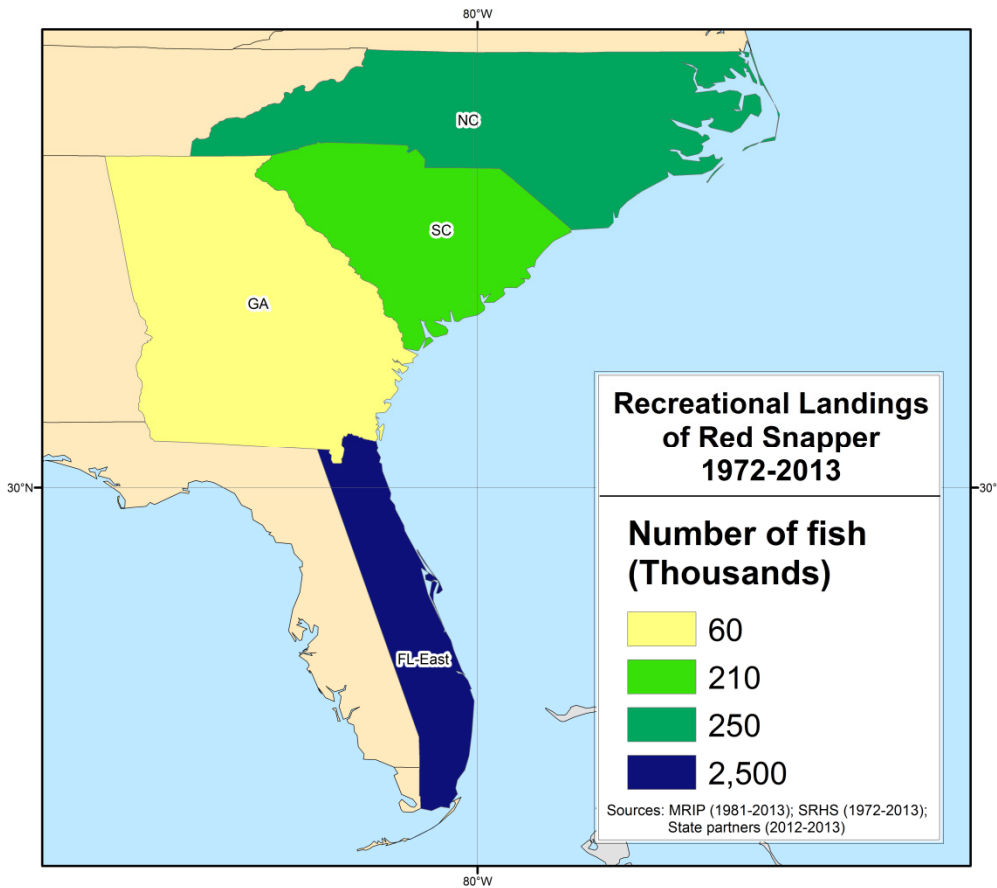 80°W
NC
SC
GA
Recreational Landings
of Red Snapper
1972-2013
30°N
30°
Number of fish
(Thousands)
60
210
FL-East
250
2,500
Sources: MRIP (1981-2013); SRHS (1972-2013);
State partners (2012-2013)
80°W